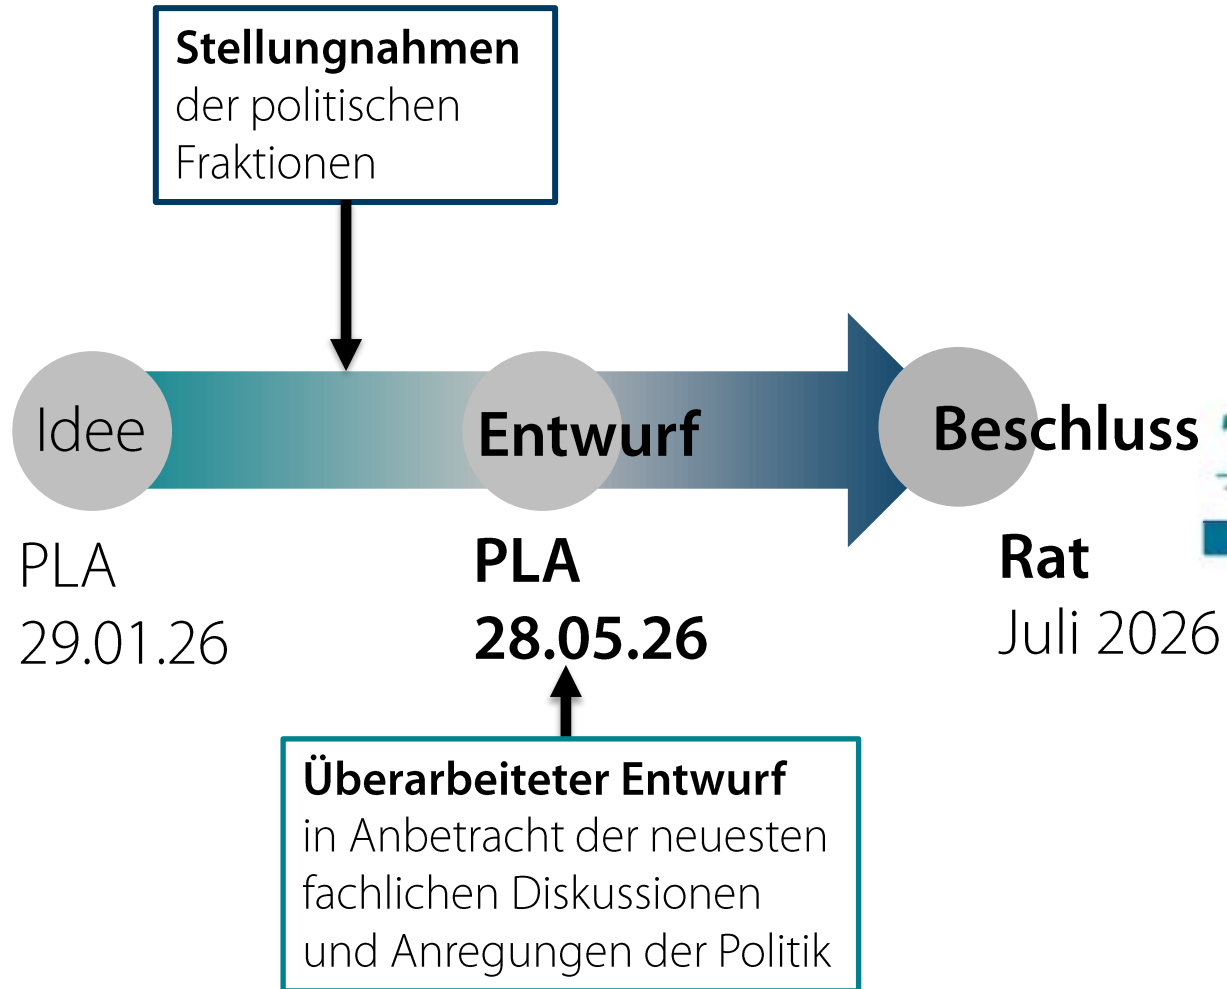 Stellungnahmen
der politischen
Fraktionen
Idee
Entwurf
Beschluss
PLA
29.01.26
PLA
28.05.26
Rat
Juli 2026
Überarbeiteter Entwurf
in Anbetracht der neuesten
fachlichen Diskussionen
und Anregungen der Politik